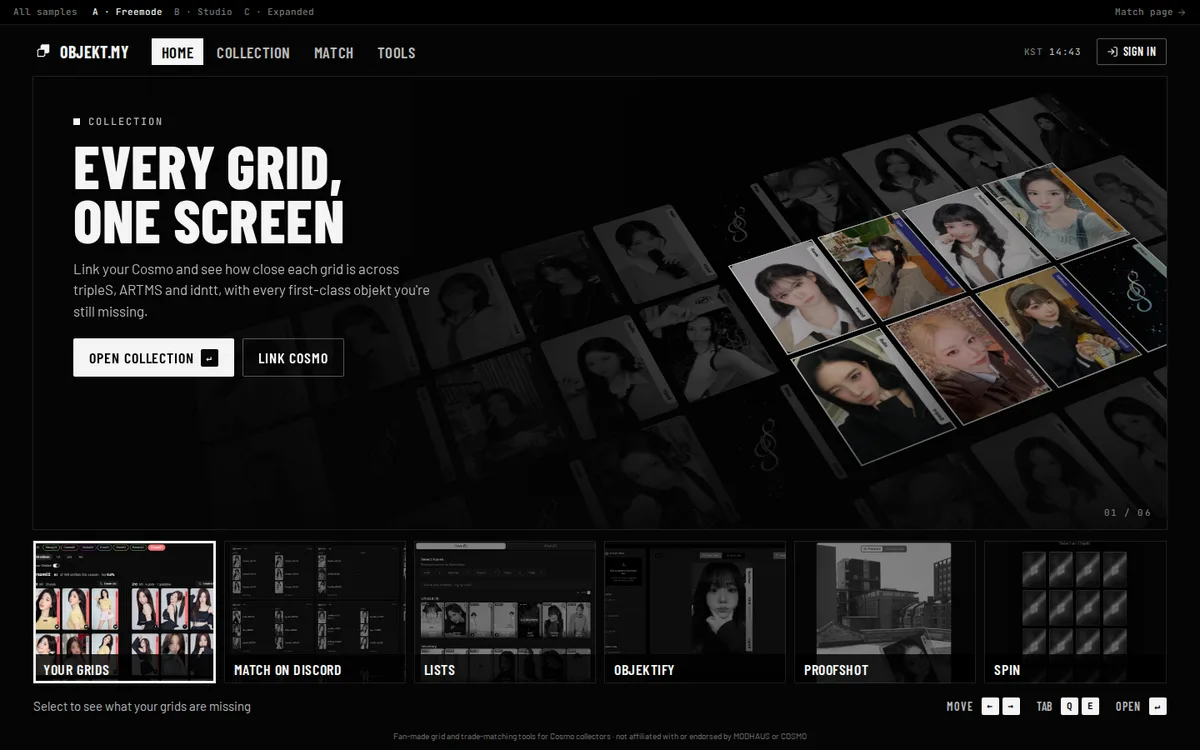 All samples A · Freemode B · Studio C · Expanded Match page →
OBJEKT.MY HOME COLLECTION MATCH TOOLS KST 14:43 SIGN IN
COLLECTION
EVERY GRID,
ONE SCREEN
Link your Cosmo and see how close each grid is across
tripleS, ARTMS and idntt, with every first-class objekt you're
still missing.
OPEN COLLECTION ↵ LINK COSMO
01 / 06
YOUR GRIDS MATCH ON DISCORD LISTS OBJEKTIFY PROOFSHOT SPIN
Select to see what your grids are missing MOVE ← → TAB Q E OPEN ↵
Fan-made grid and trade-matching tools for Cosmo collectors · not affiliated with or endorsed by MODHAUS or COSMO